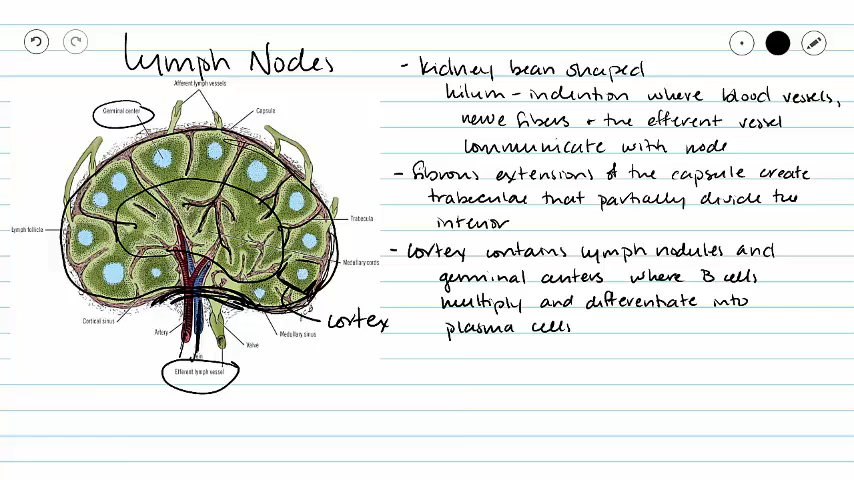 Lymph Nodes
Afferent lymph vessels
Germinal center
Capsule
Lymph follicle
Trabecula
Medullary cords
Cortical sinus
Artery
Vein
Efferent lymph vessel
Valve
Medullary sinus
cortex
- kidney bean shaped
hilum - indention where blood vessels,
nerve fibers + the efferent vessel
communicate with node
- fibrous extensions of the capsule create
trabeculae that partially divide the
interior
- cortex contains lymph nodules and
germinal centers where B cells
multiply and differentiate into
plasma cells